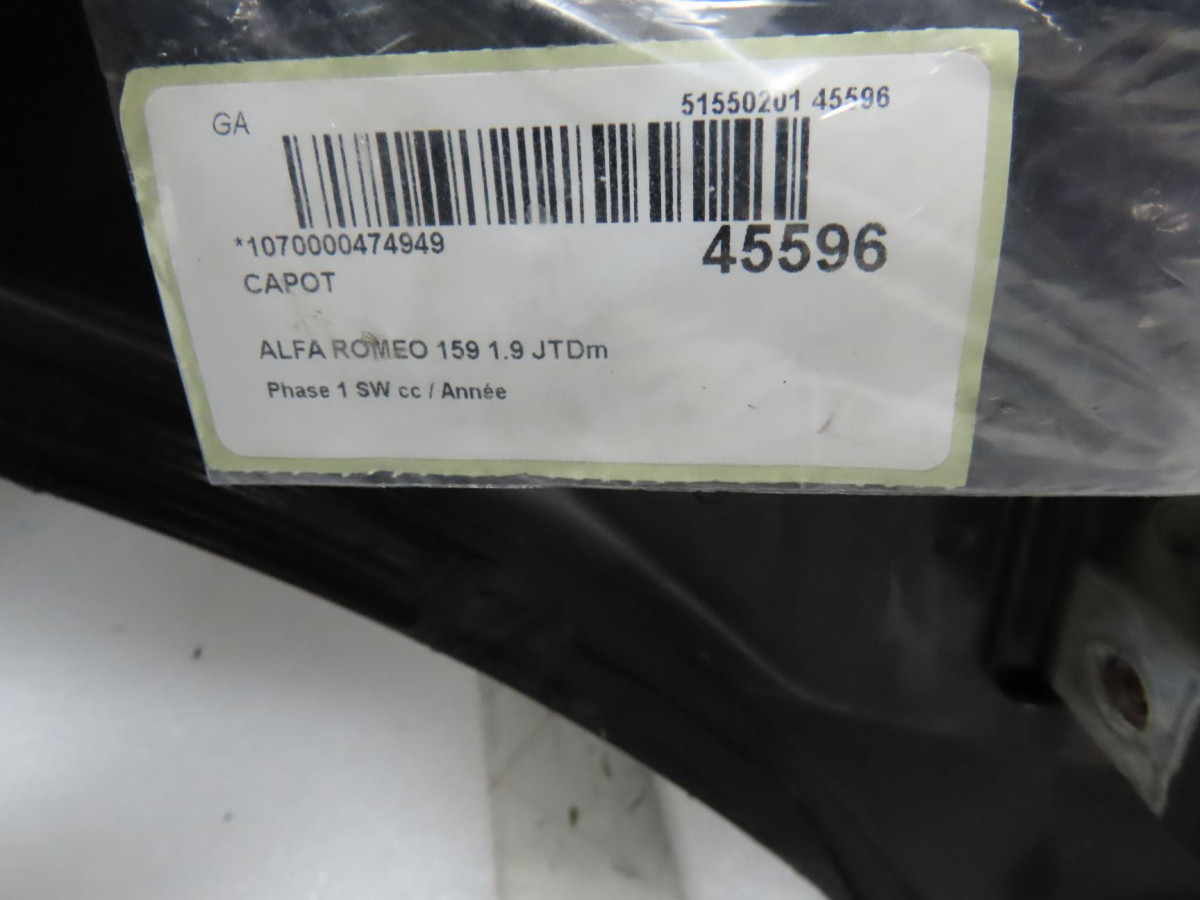 GA
51550201 45596
*1070000474949
45596
CAPOT
ALFA ROMEO 159 1.9 JTDm
Phase 1 SW cc / Année